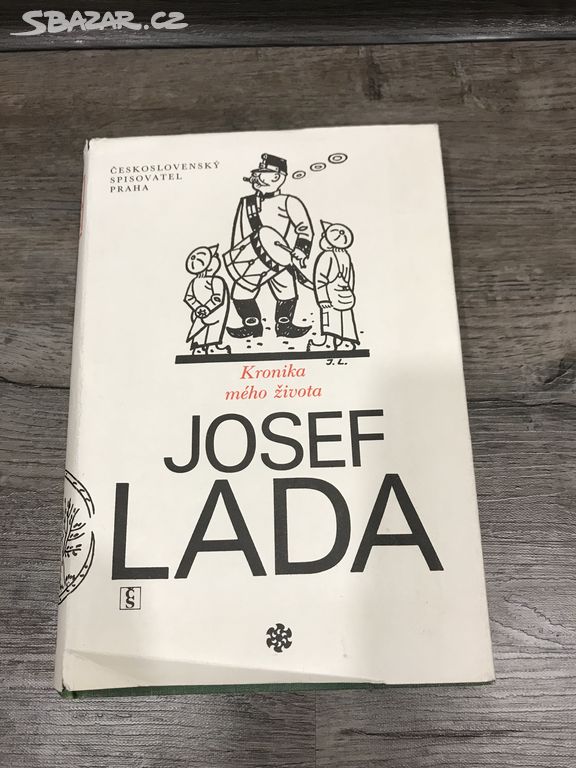 SBAZAR.CZ
ČESKOSLOVENSKÝ
SPISOVATEL
PRAHA
J.L.
Kronika
mého života
JOSEF
LADA
ČS